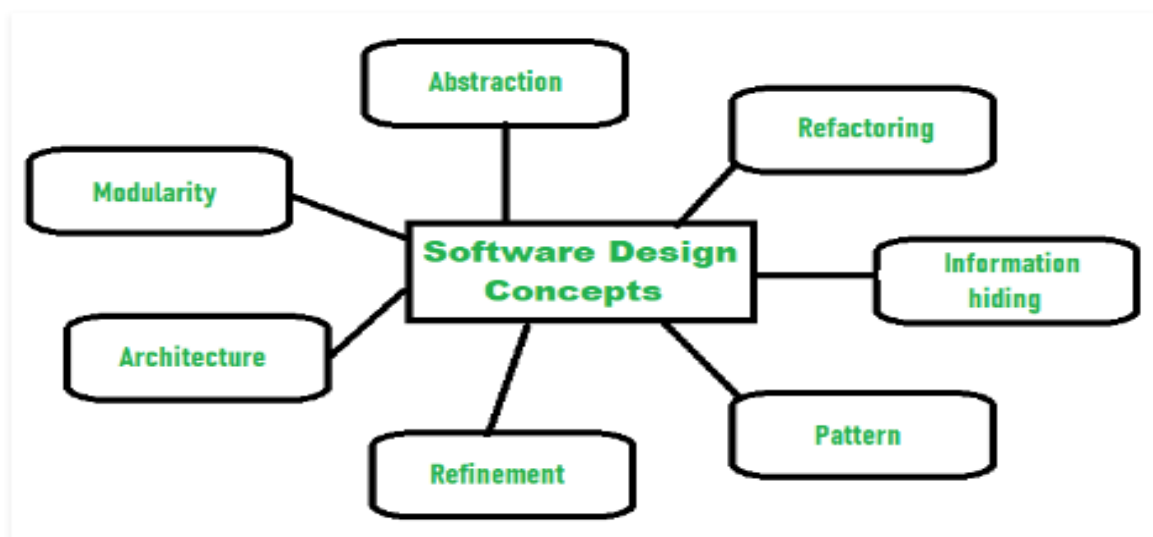 Abstraction
Refactoring
Modularity
Software Design
Concepts
Information
hiding
Architecture
Pattern
Refinement